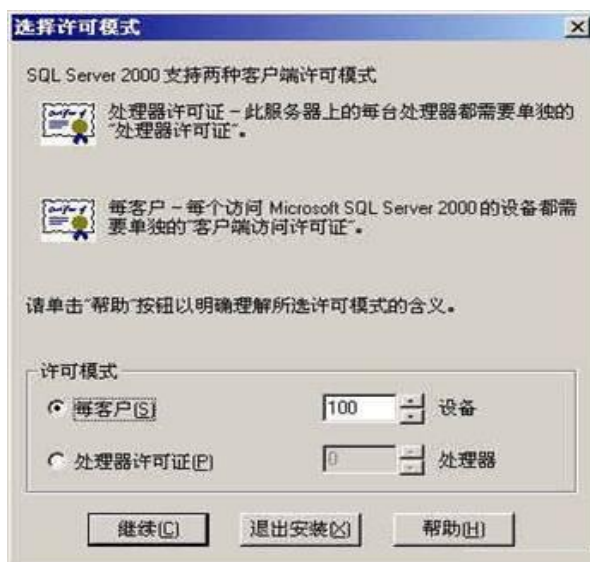 选择许可模式
SQL Server 2000 支持两种客户端许可模式
处理器许可证 - 此服务器上的每台处理器都需要单独的
"处理器许可证"。
每客户 - 每个访问 Microsoft SQL Server 2000 的设备都需
要单独的"客户端访问许可证"。
请单击"帮助"按钮以明确理解所选许可模式的含义。
许可模式
每客户(S) 100 设备
处理器许可证(P) 0 处理器
继续(C) 退出安装(X) 帮助(H)